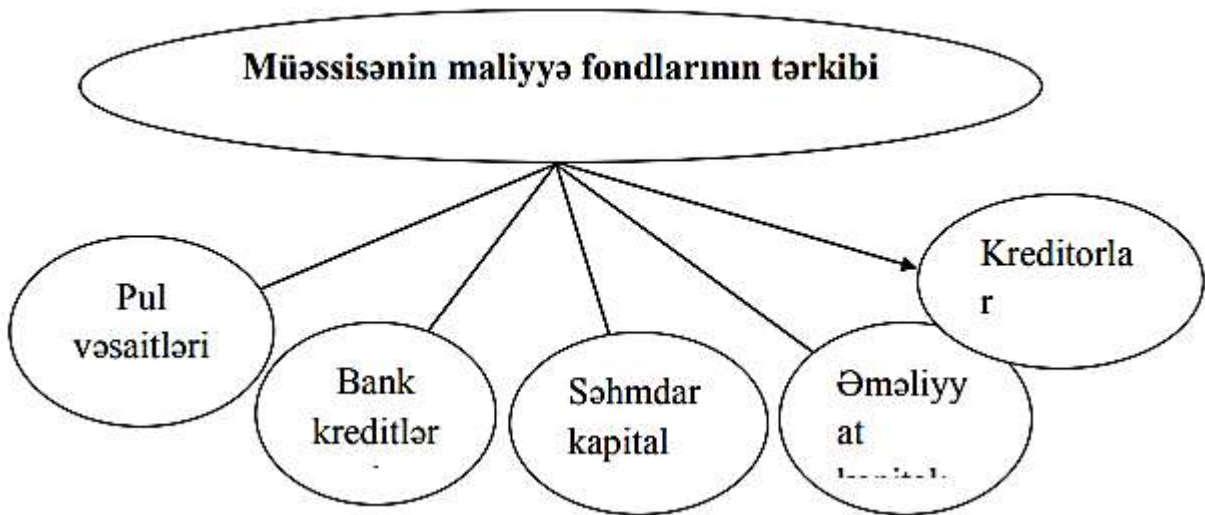 Müəssisənin maliyyə fondlarının tərkibi
Pul
vəsaitləri
Bank
kreditlər
Səhmdar
kapital
Əməliyy
at
Kreditorla
r